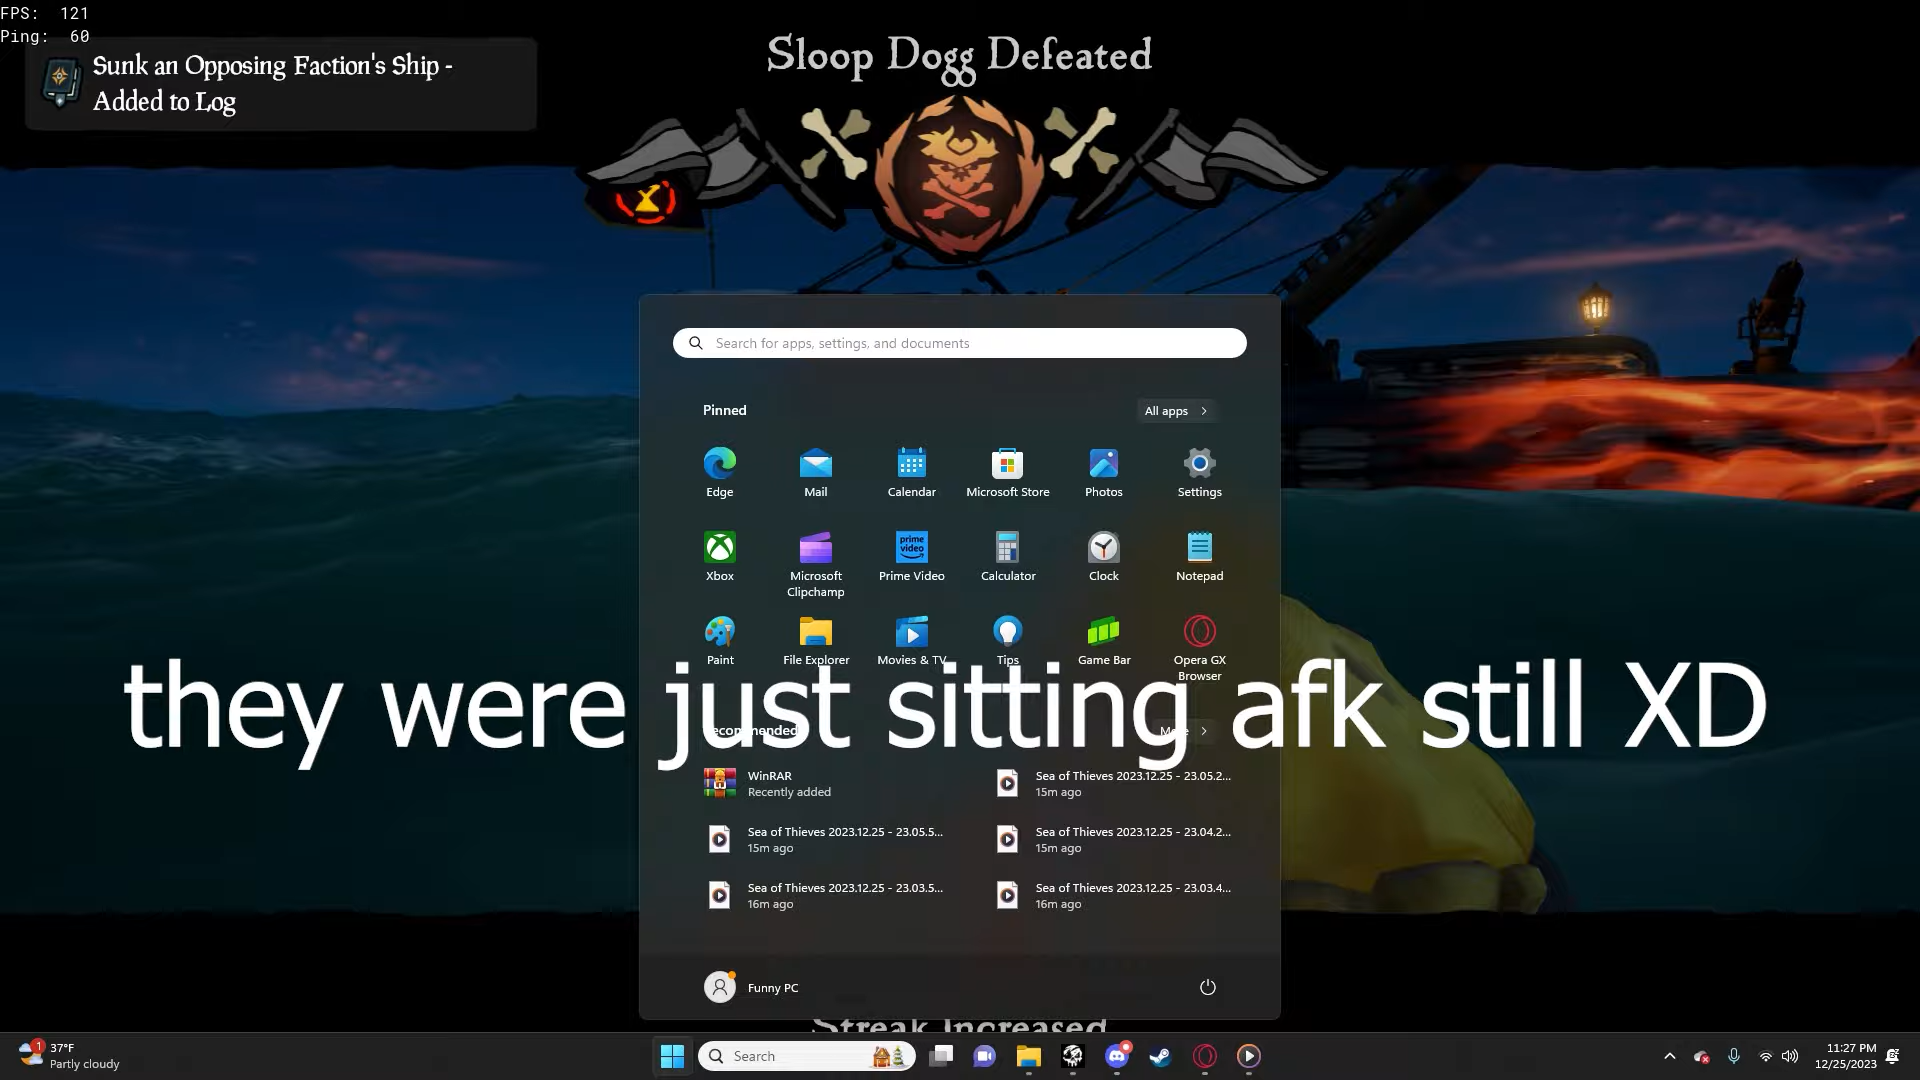 FPS: 121
Ping: 60
Sunk an Opposing Faction's Ship -
Added to Log
Sloop Dogg Defeated
Search for apps, settings, and documents
Pinned
All apps
Edge
Mail
Calendar
Microsoft Store
Photos
Settings
Xbox
Microsoft
Clipchamp
prime
video
Prime Video
Calculator
Clock
Notepad
Paint
File Explorer
Movies & TV
Tips
Game Bar
Opera GX
Browser
they were just sitting afk still XD
Recommended
More
WinRAR
Recently added
Sea of Thieves 2023.12.25 - 23.05.2...
15m ago
Sea of Thieves 2023.12.25 - 23.05.5...
15m ago
Sea of Thieves 2023.12.25 - 23.04.2...
15m ago
Sea of Thieves 2023.12.25 - 23.03.5...
16m ago
Sea of Thieves 2023.12.25 - 23.03.4...
16m ago
Funny PC
Streak Increased
1
37°F
Partly cloudy
Search
11:27 PM
12/25/2023